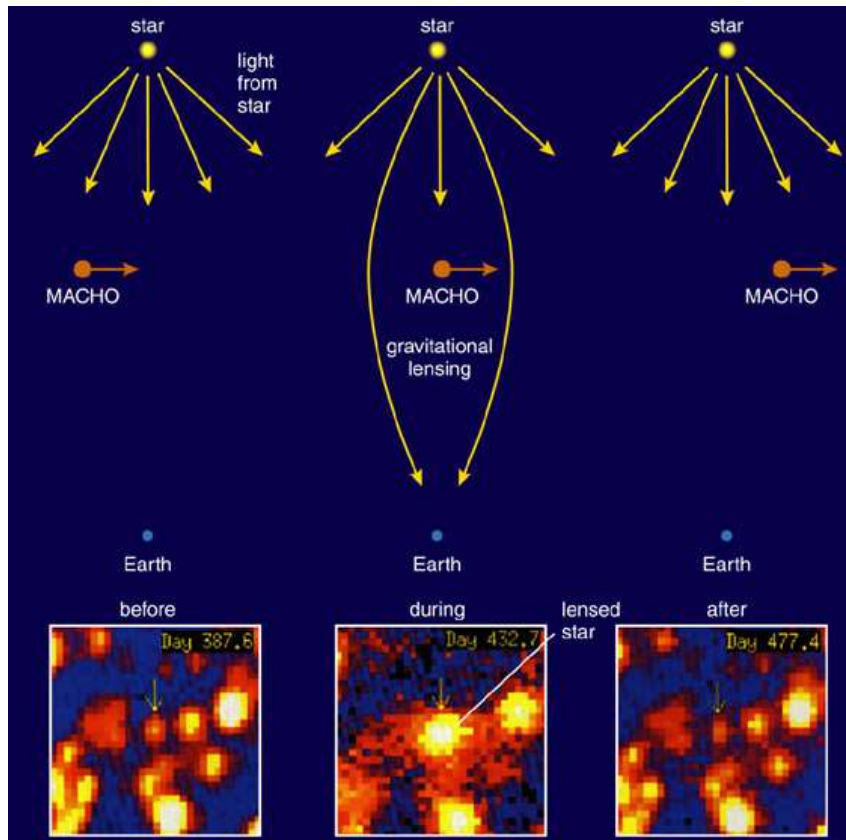 star
light
from
star
MACHO
Earth
before
Day 387.6
star
MACHO
gravitational
lensing
Earth
during
Day 432.7
lensed
star
star
MACHO
Earth
after
Day 477.4